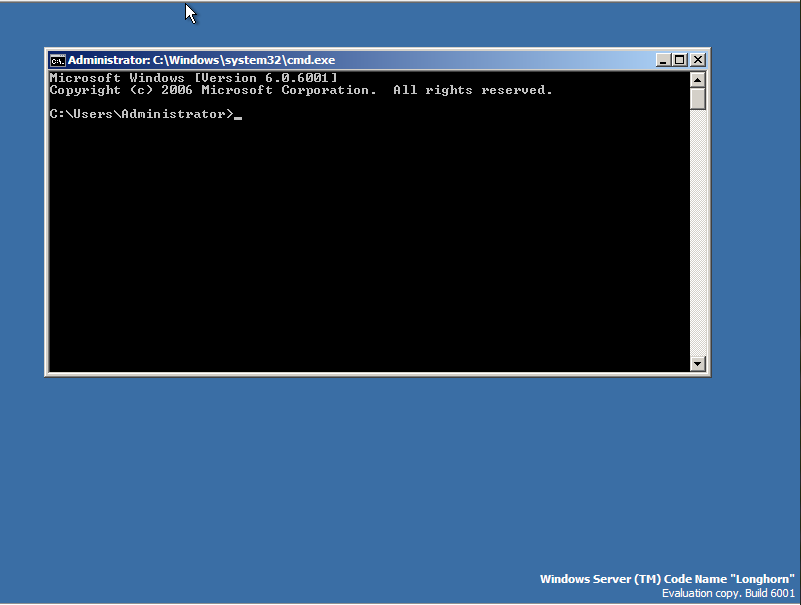 Administrator: C:\Windows\system32\cmd.exe
Microsoft Windows [Version 6.0.6001]
Copyright (c) 2006 Microsoft Corporation.  All rights reserved.
C:\Users\Administrator>_
Windows Server (TM) Code Name "Longhorn"
Evaluation copy. Build 6001